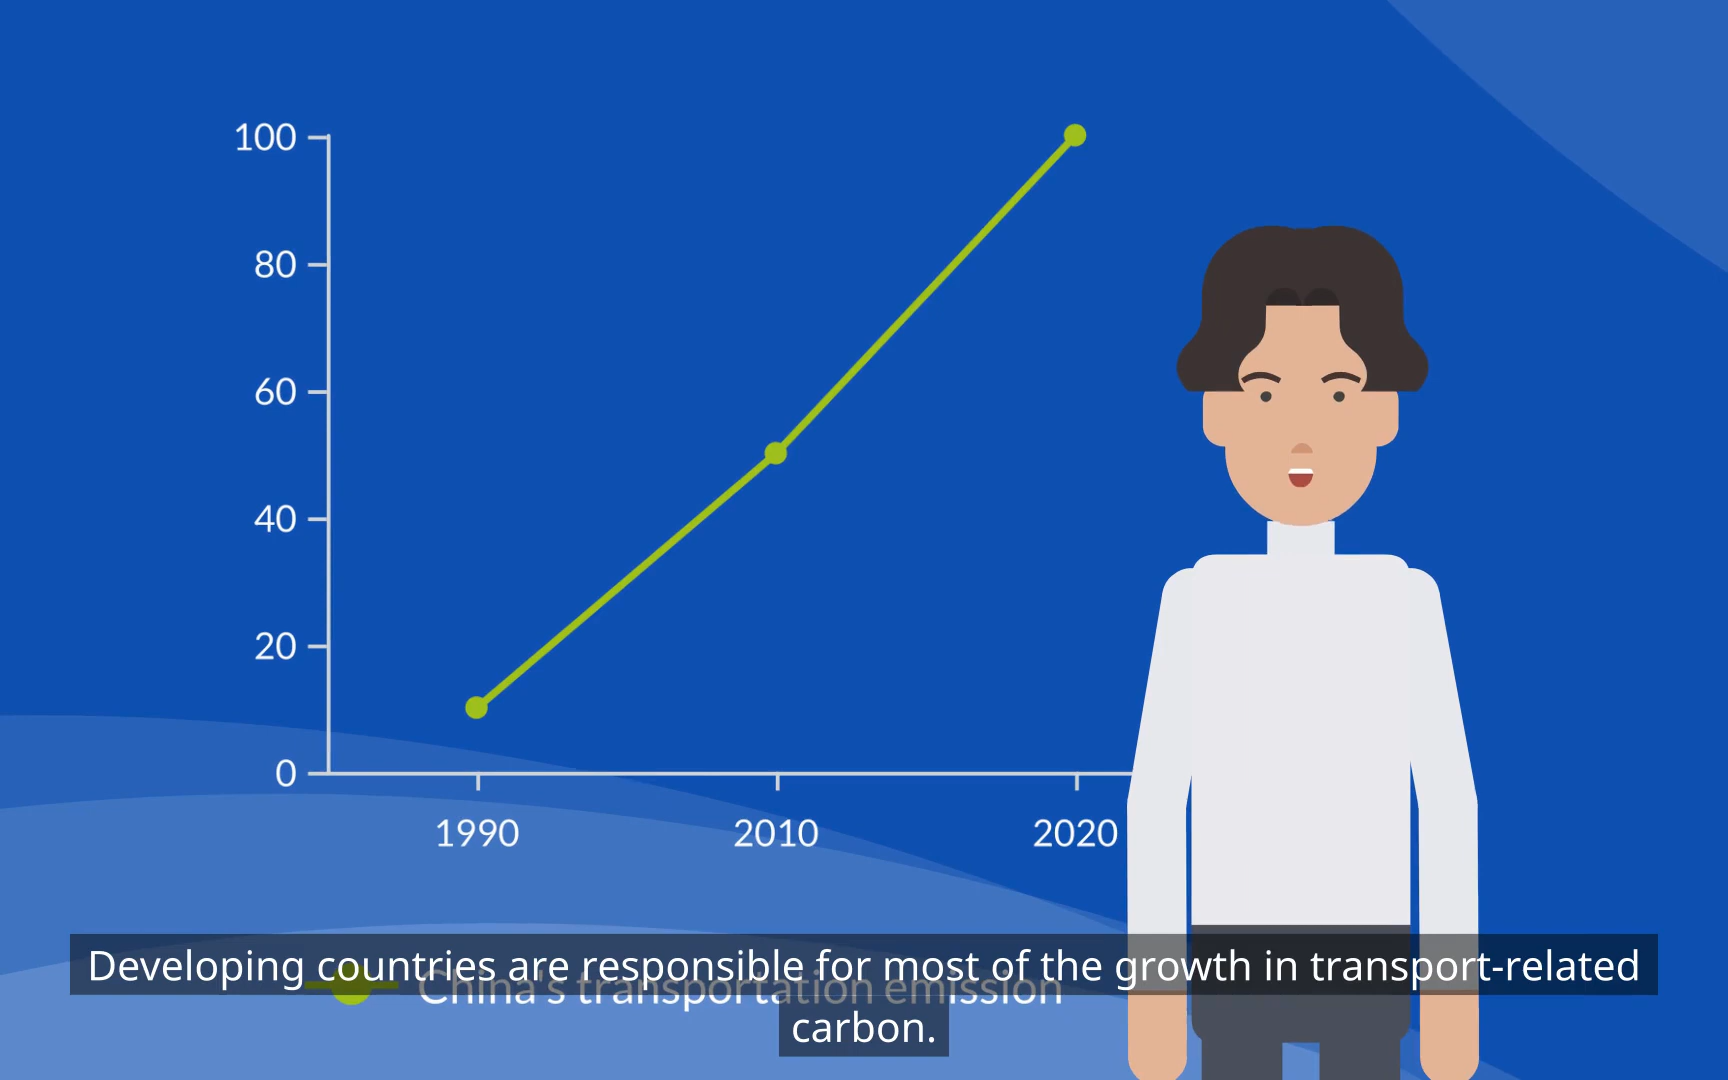 100
80
60
40
20
0
1990 2010 2020
China's transportation emission
Developing countries are responsible for most of the growth in transport-related
carbon.